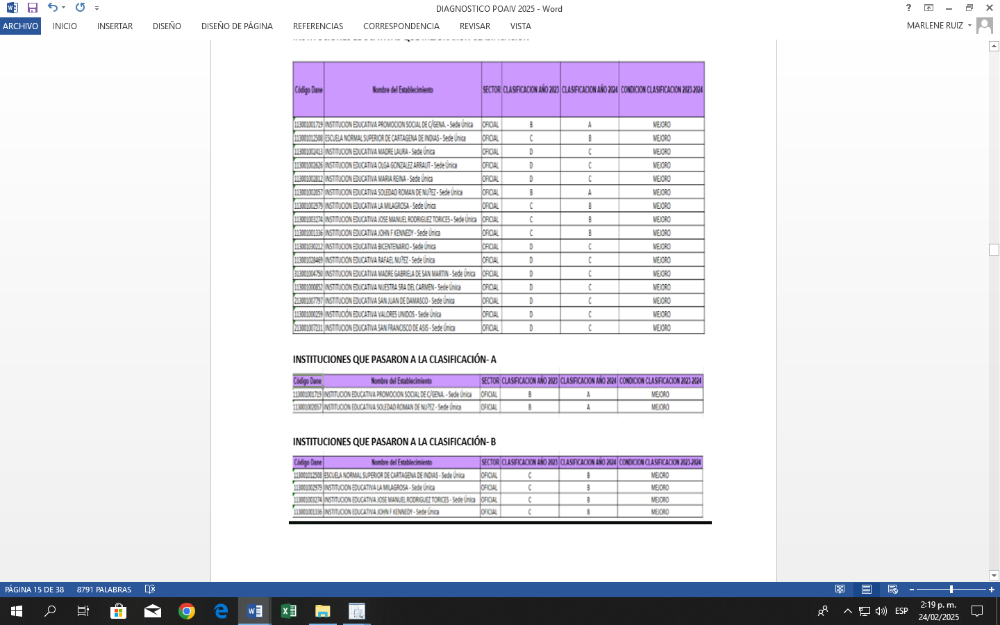 DIAGNOSTICO POAIV 2025 - Word
ARCHIVO INICIO INSERTAR DISEÑO DISEÑO DE PÁGINA REFERENCIAS CORRESPONDENCIA REVISAR VISTA MARLENE RUIZ
Código Dane Nombre del Establecimiento SECTOR CLASIFICACION AÑO 2023 CLASIFICACION AÑO 2024 CONDICION CLASIFICACION 2023-2024
113001001719 INSTITUCION EDUCATIVA PROMOCION SOCIAL DE C/GENA. - Sede Única OFICIAL B A MEJORO
113001012508 ESCUELA NORMAL SUPERIOR DE CARTAGENA DE INDIAS - Sede Única OFICIAL C B MEJORO
113001002413 INSTITUCION EDUCATIVA MADRE LAURA - Sede Única OFICIAL D C MEJORO
113001002626 INSTITUCION EDUCATIVA OLGA GONZALEZ ARRAUT - Sede Única OFICIAL D C MEJORO
113001002812 INSTITUCION EDUCATIVA MARIA REINA - Sede Única OFICIAL D C MEJORO
113001002057 INSTITUCION EDUCATIVA SOLEDAD ROMAN DE NU?EZ - Sede Única OFICIAL B A MEJORO
113001002979 INSTITUCION EDUCATIVA LA MILAGROSA - Sede Única OFICIAL C B MEJORO
113001003274 INSTITUCION EDUCATIVA JOSE MANUEL RODRIGUEZ TORICES - Sede Única OFICIAL C B MEJORO
113001001336 INSTITUCION EDUCATIVA JOHN F KENNEDY - Sede Única OFICIAL C B MEJORO
113001030212 INSTITUCION EDUCATIVA BICENTENARIO - Sede Única OFICIAL D C MEJORO
113001028469 INSTITUCION EDUCATIVA RAFAEL NU?EZ - Sede Única OFICIAL D C MEJORO
313001004750 INSTITUCION EDUCATIVA MADRE GABRIELA DE SAN MARTIN - Sede Única OFICIAL D C MEJORO
113001000852 INSTITUCION EDUCATIVA NUESTRA SRA DEL CARMEN - Sede Única OFICIAL D C MEJORO
213001007797 INSTITUCION EDUCATIVA SAN JUAN DE DAMASCO - Sede Única OFICIAL D C MEJORO
113001000259 INSTITUCIÓN EDUCATIVA VALORES UNIDOS - Sede Única OFICIAL D C MEJORO
213001007231 INSTITUCION EDUCATIVA SAN FRANCISCO DE ASIS - Sede Única OFICIAL D C MEJORO
INSTITUCIONES QUE PASARON A LA CLASIFICACIÓN- A
Código Dane Nombre del Establecimiento SECTOR CLASIFICACION AÑO 2023 CLASIFICACION AÑO 2024 CONDICION CLASIFICACION 2023-2024
113001001719 INSTITUCION EDUCATIVA PROMOCION SOCIAL DE C/GENA. - Sede Única OFICIAL B A MEJORO
113001002057 INSTITUCION EDUCATIVA SOLEDAD ROMAN DE NU?EZ - Sede Única OFICIAL B A MEJORO
INSTITUCIONES QUE PASARON A LA CLASIFICACIÓN- B
Código Dane Nombre del Establecimiento SECTOR CLASIFICACION AÑO 2023 CLASIFICACION AÑO 2024 CONDICION CLASIFICACION 2023-2024
113001012508 ESCUELA NORMAL SUPERIOR DE CARTAGENA DE INDIAS - Sede Única OFICIAL C B MEJORO
113001002979 INSTITUCION EDUCATIVA LA MILAGROSA - Sede Única OFICIAL C B MEJORO
113001003274 INSTITUCION EDUCATIVA JOSE MANUEL RODRIGUEZ TORICES - Sede Única OFICIAL C B MEJORO
113001001336 INSTITUCION EDUCATIVA JOHN F KENNEDY - Sede Única OFICIAL C B MEJORO
PÁGINA 15 DE 38 8791 PALABRAS
ESP 2:19 p. m.
24/02/2025